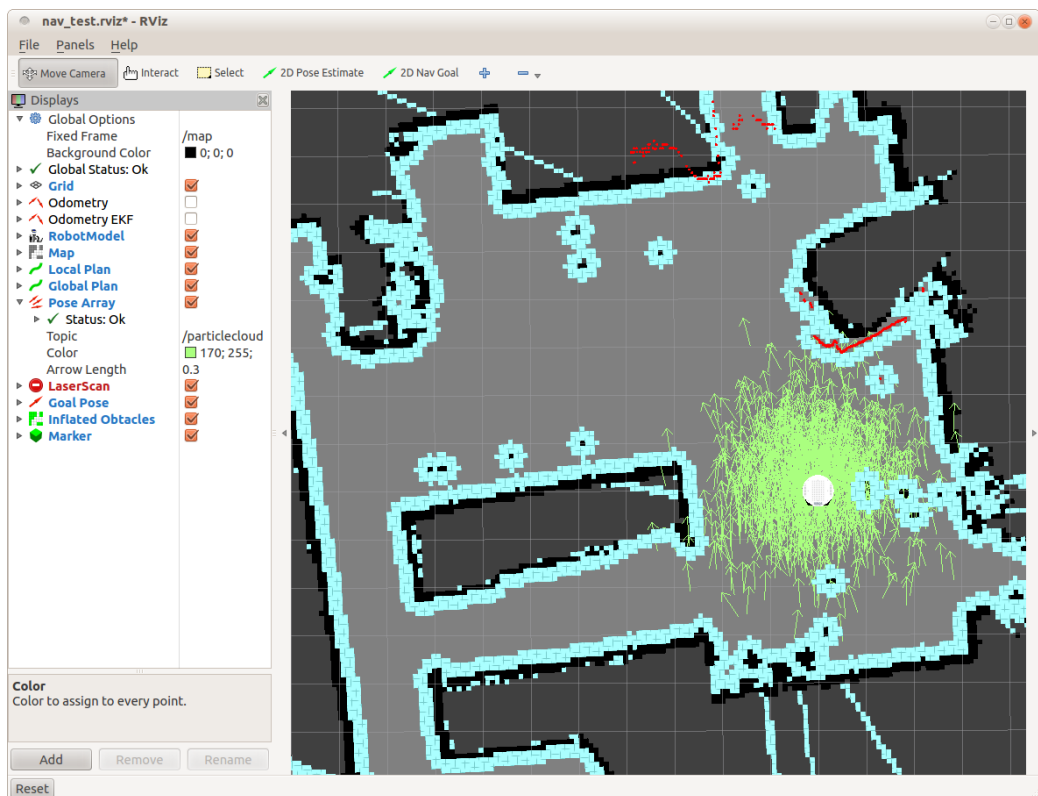 nav_test.rviz* - RViz
File Panels Help
Move Camera Interact Select 2D Pose Estimate 2D Nav Goal
Displays
Global Options
Fixed Frame /map
Background Color 0; 0; 0
Global Status: Ok
Grid
Odometry
Odometry EKF
RobotModel
Map
Local Plan
Global Plan
Pose Array
Status: Ok
Topic /particlecloud
Color 170; 255;
Arrow Length 0.3
LaserScan
Goal Pose
Inflated Obtacles
Marker
Color
Color to assign to every point.
Add Remove Rename
Reset